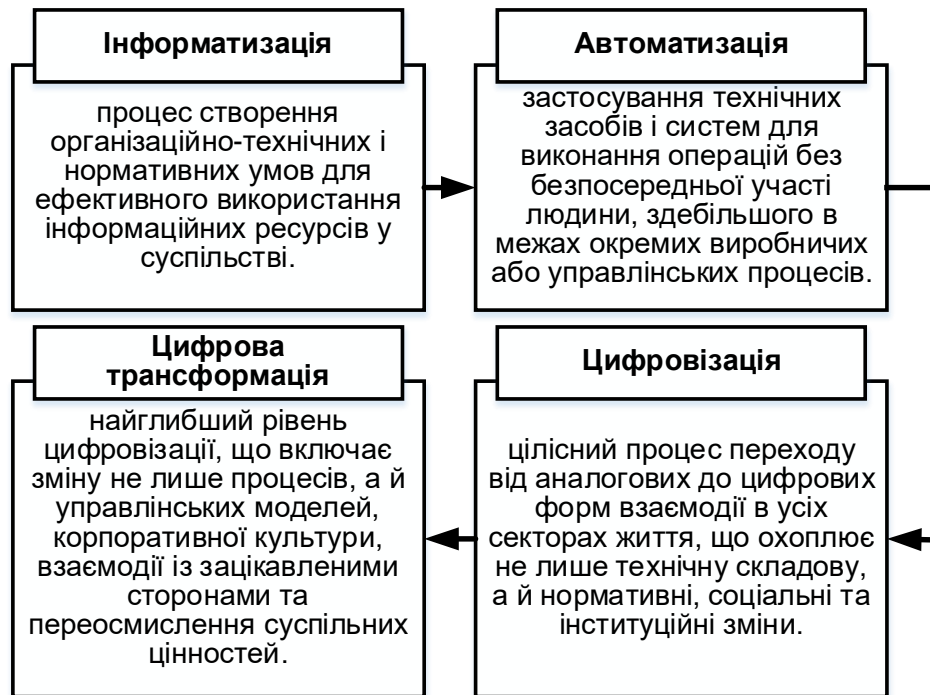 Інформатизація
процес створення
організаційно-технічних і
нормативних умов для
ефективного використання
інформаційних ресурсів у
суспільстві.
Автоматизація
застосування технічних
засобів і систем для
виконання операцій без
безпосередньої участі
людини, здебільшого в
межах окремих виробничих
або управлінських процесів.
Цифрова
трансформація
найглибший рівень
цифровізації, що включає
зміну не лише процесів, а й
управлінських моделей,
корпоративної культури,
взаємодії із зацікавленими
сторонами та
переосмислення суспільних
цінностей.
Цифровізація
цілісний процес переходу
від аналогових до цифрових
форм взаємодії в усіх
секторах життя, що охоплює
не лише технічну складову,
а й нормативні, соціальні та
інституційні зміни.